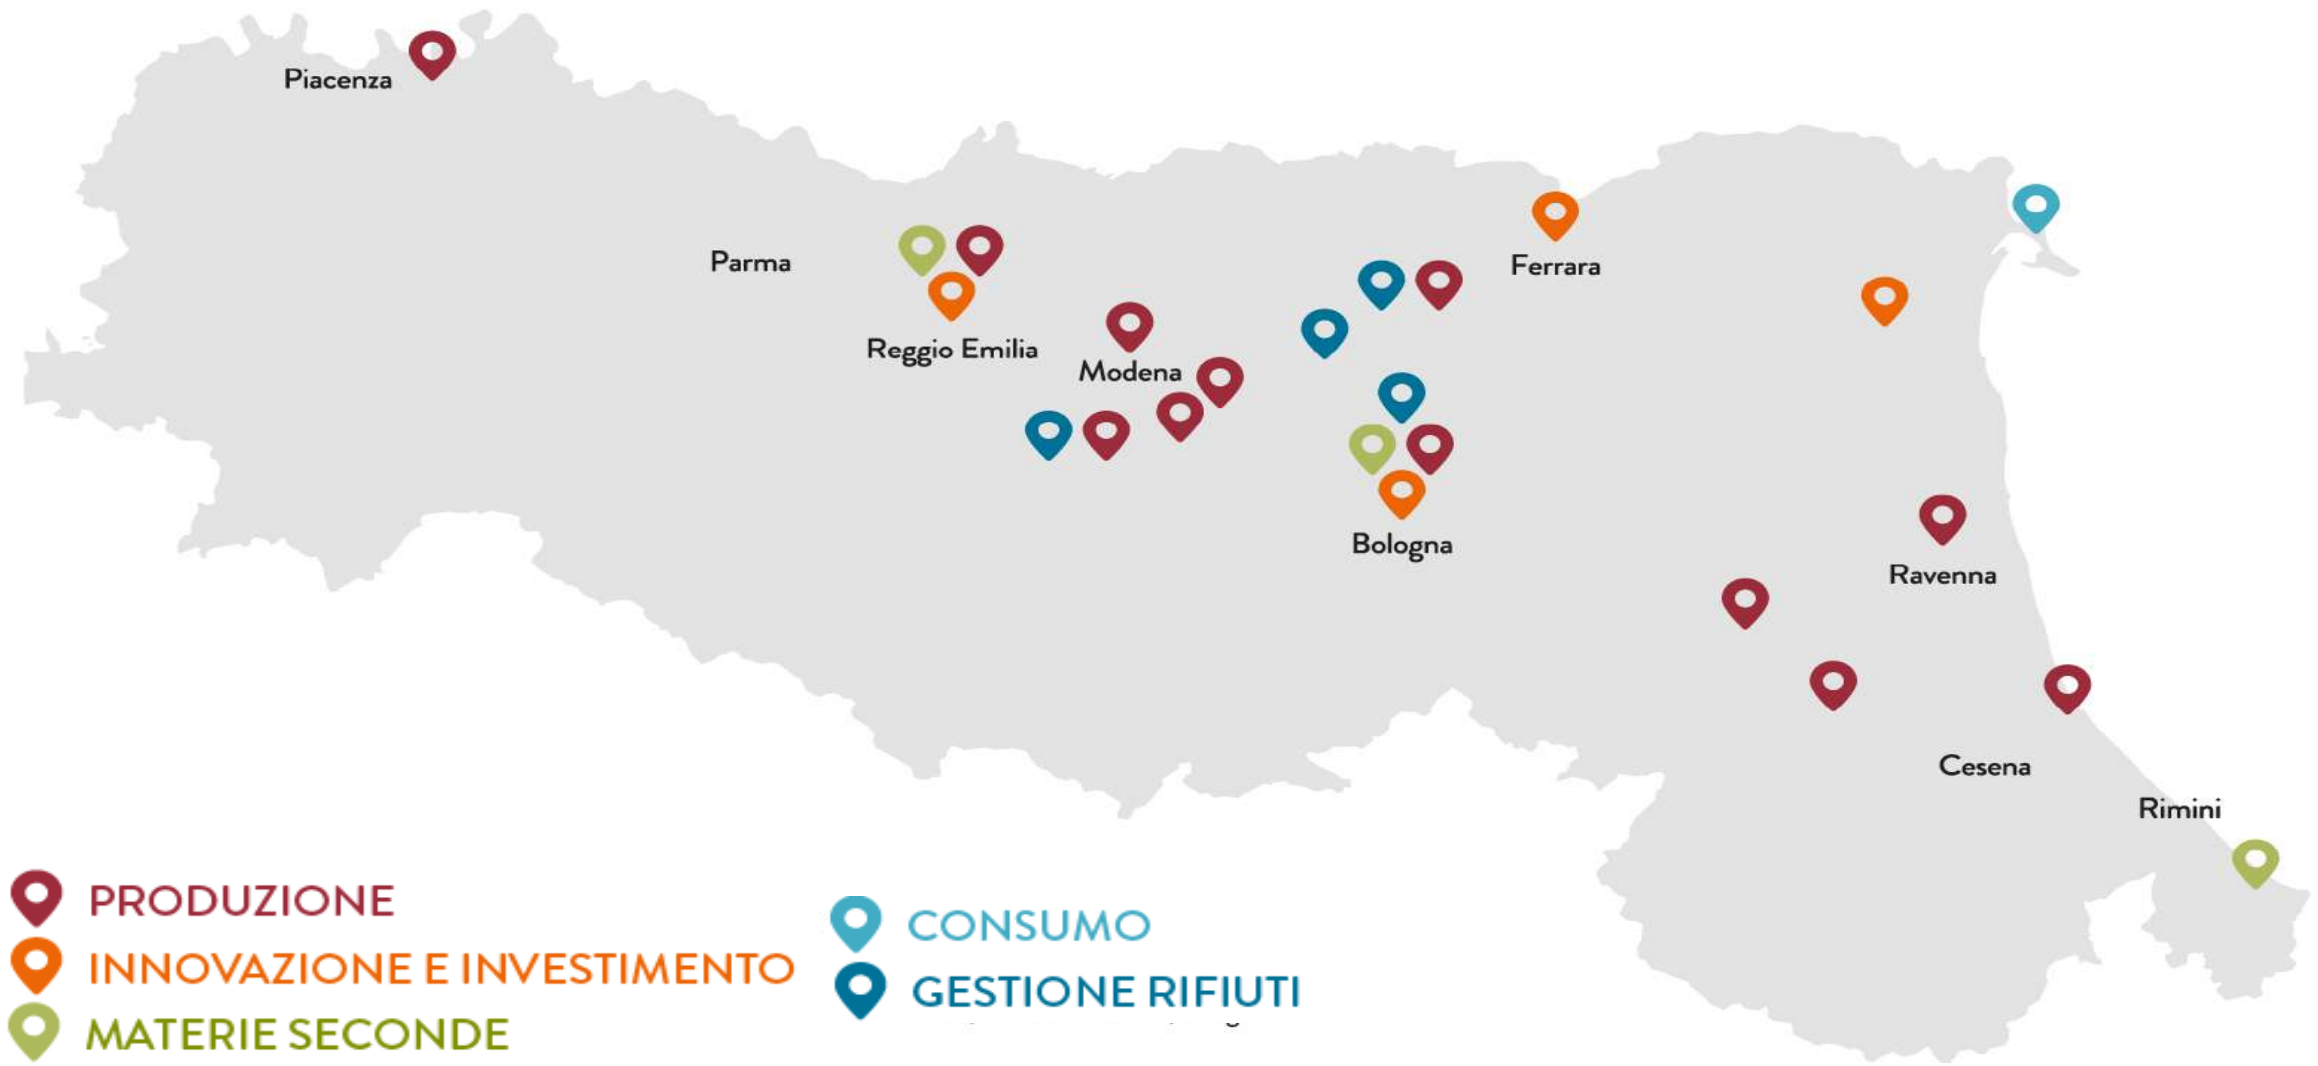 Piacenza
Parma
Ferrara
Reggio Emilia
Modena
Bologna
Ravenna
Cesena
Rimini
PRODUZIONE
INNOVAZIONE E INVESTIMENTO
MATERIE SECONDE
CONSUMO
GESTIONE RIFIUTI